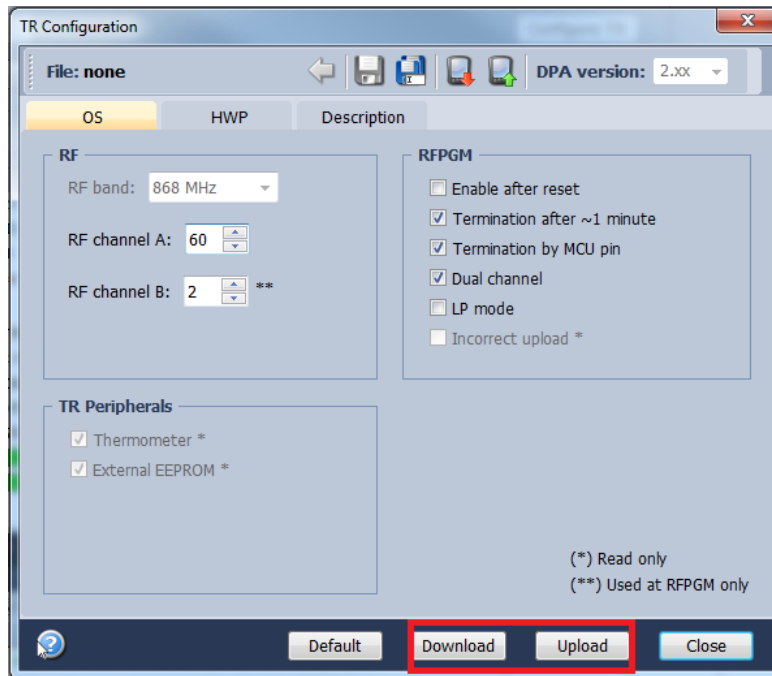 TR Configuration
File: none
DPA version: 2.xx
OS HWP Description
RF
RF band: 868 MHz
RF channel A: 60
RF channel B: 2 **
RFPGM
Enable after reset
Termination after ~1 minute
Termination by MCU pin
Dual channel
LP mode
Incorrect upload *
TR Peripherals
Thermometer *
External EEPROM *
(*) Read only
(**) Used at RFPGM only
Default Download Upload Close